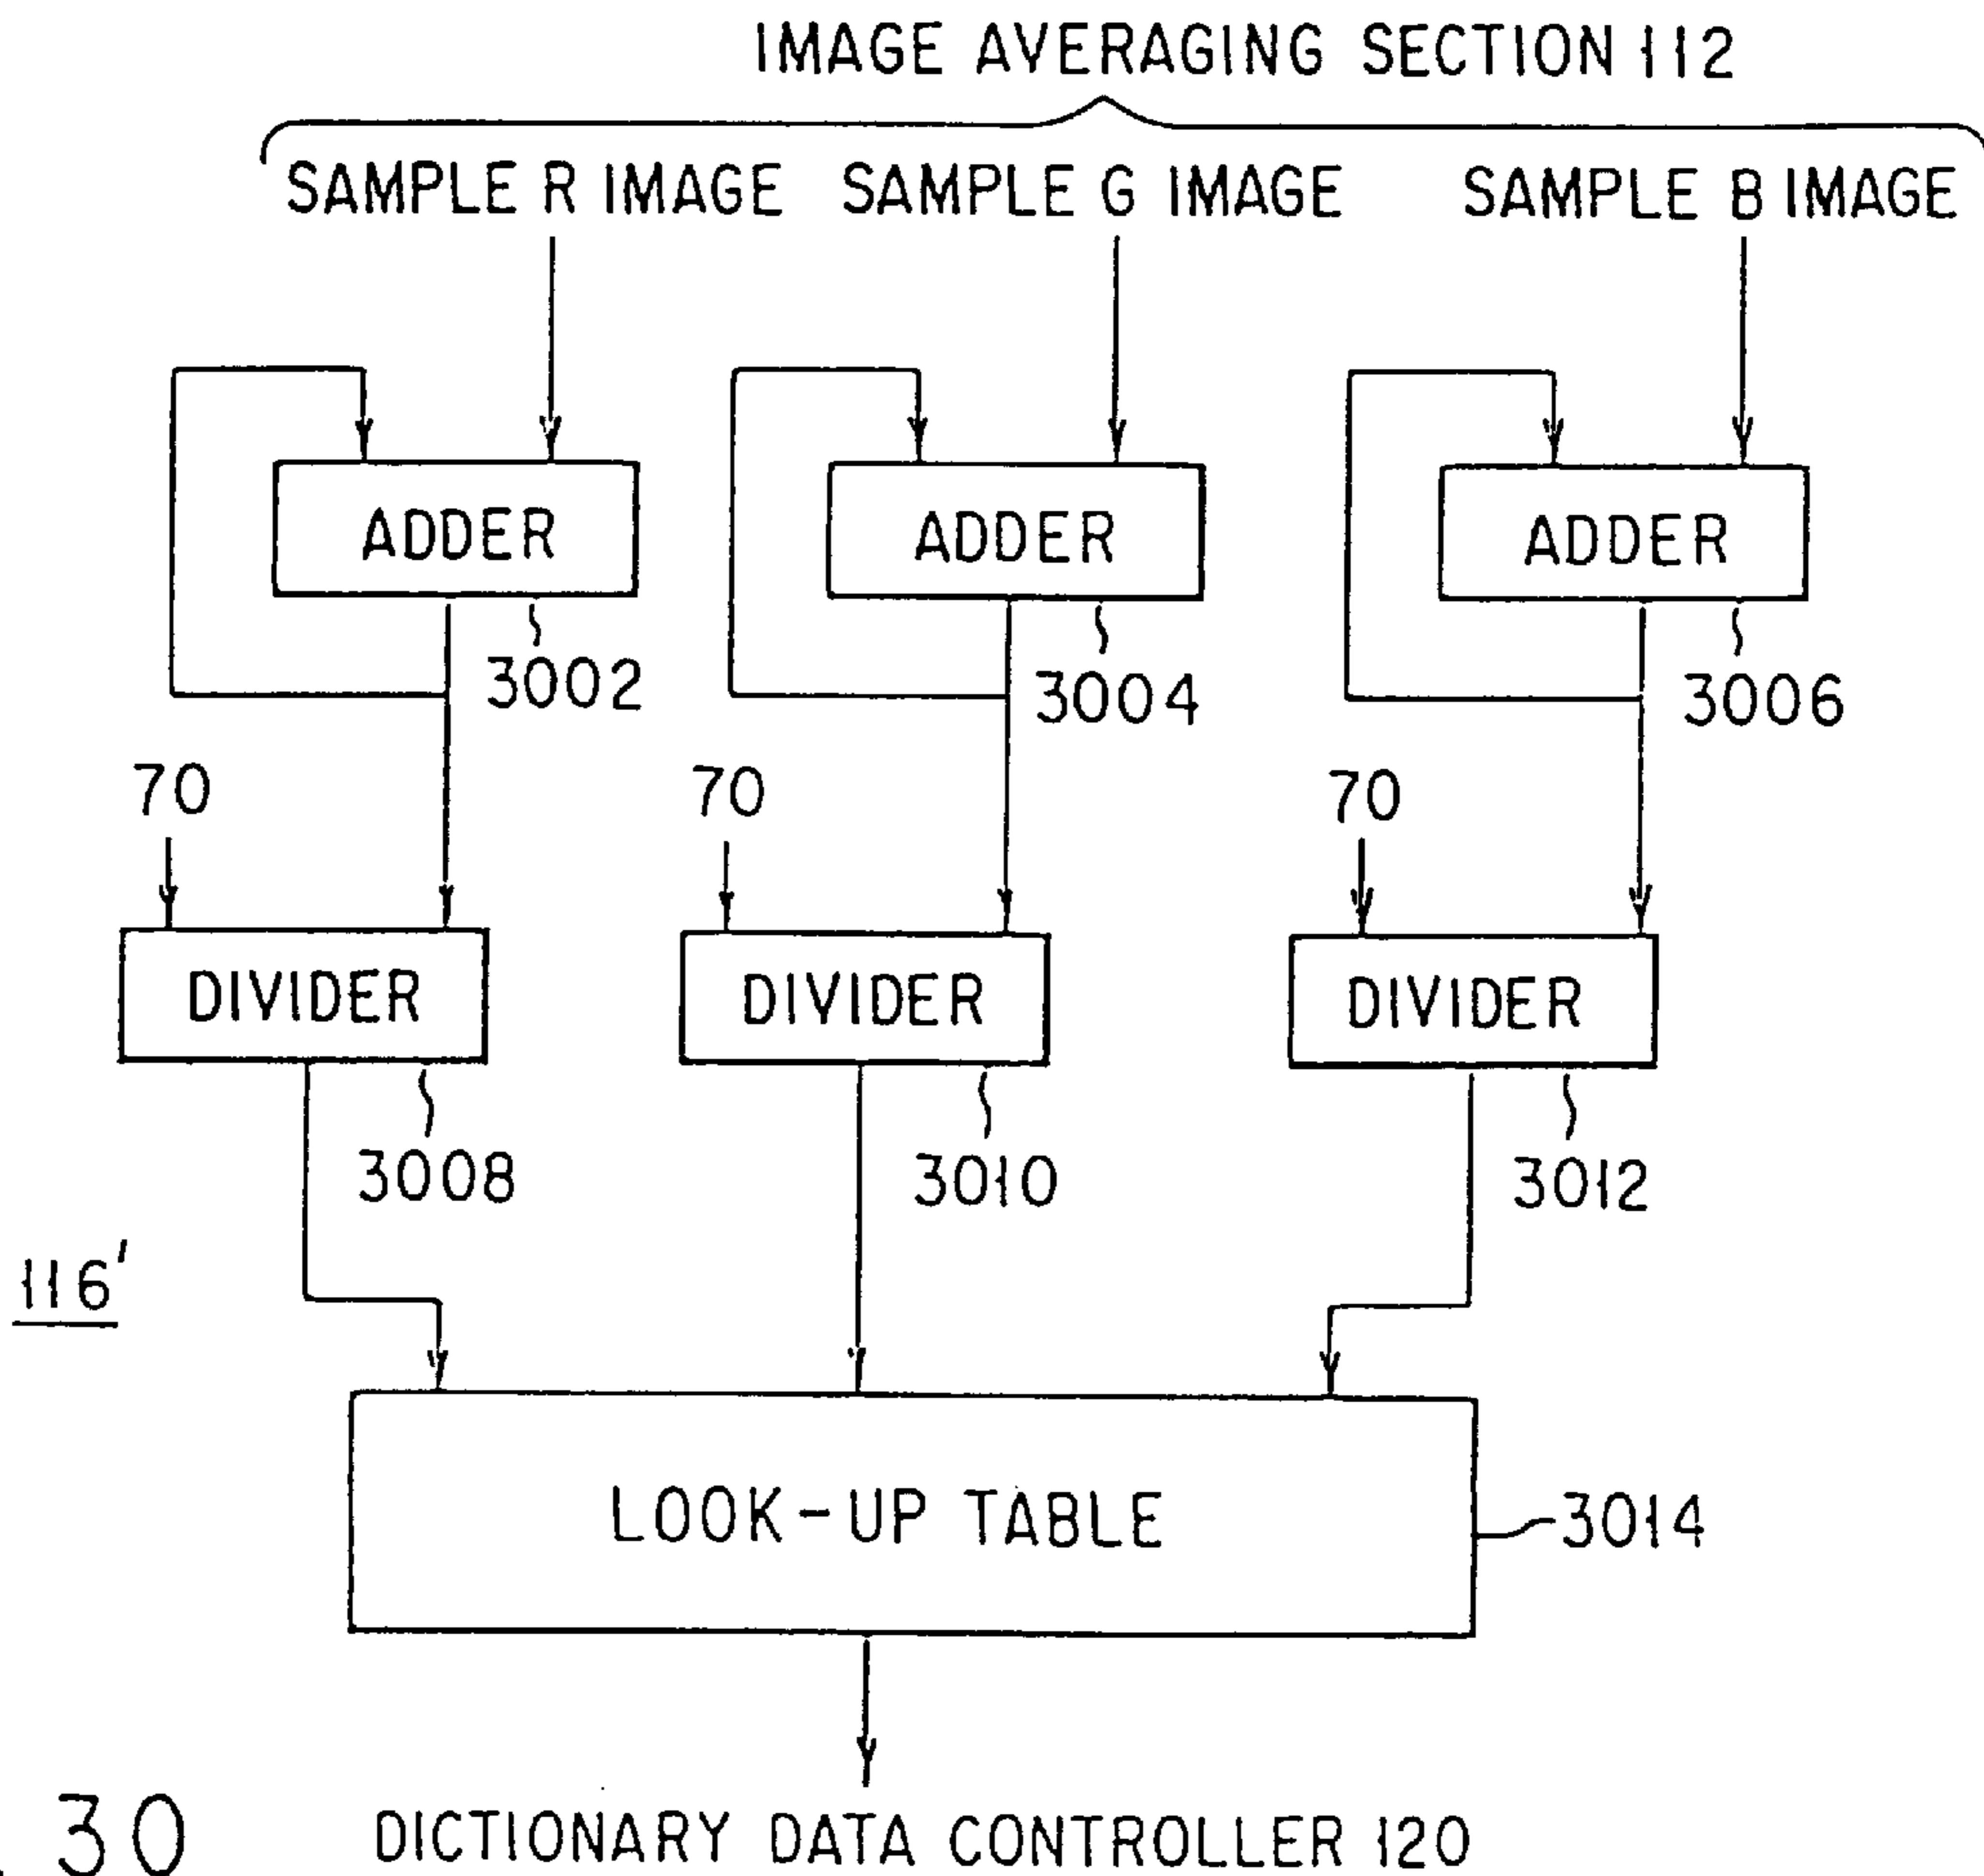 IMAGE AVERAGING SECTION 112
SAMPLE R IMAGE SAMPLE G IMAGE SAMPLE B IMAGE
ADDER ADDER ADDER
3002 3004 3006
70 70 70
DIVIDER DIVIDER DIVIDER
3008 3010 3012
116'
LOOK-UP TABLE 3014
30 DICTIONARY DATA CONTROLLER 120